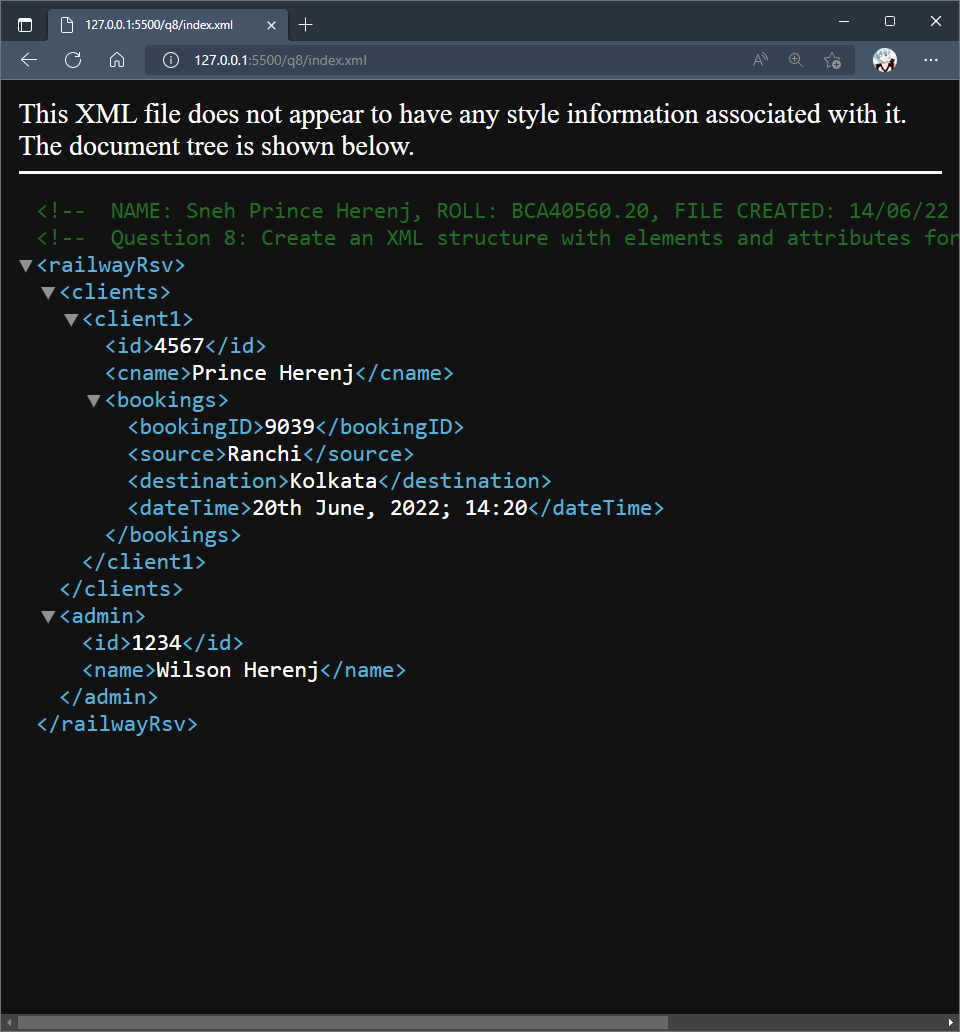 127.0.0.1:5500/q8/index.xml
127.0.0.1:5500/q8/index.xml
This XML file does not appear to have any style information associated with it.
The document tree is shown below.
<!-- NAME: Sneh Prince Herenj, ROLL: BCA40560.20, FILE CREATED: 14/06/22
<!-- Question 8: Create an XML structure with elements and attributes for
▼<railwayRsv>
▼<clients>
▼<client1>
<id>4567</id>
<cname>Prince Herenj</cname>
▼<bookings>
<bookingID>9039</bookingID>
<source>Ranchi</source>
<destination>Kolkata</destination>
<dateTime>20th June, 2022; 14:20</dateTime>
</bookings>
</client1>
</clients>
▼<admin>
<id>1234</id>
<name>Wilson Herenj</name>
</admin>
</railwayRsv>